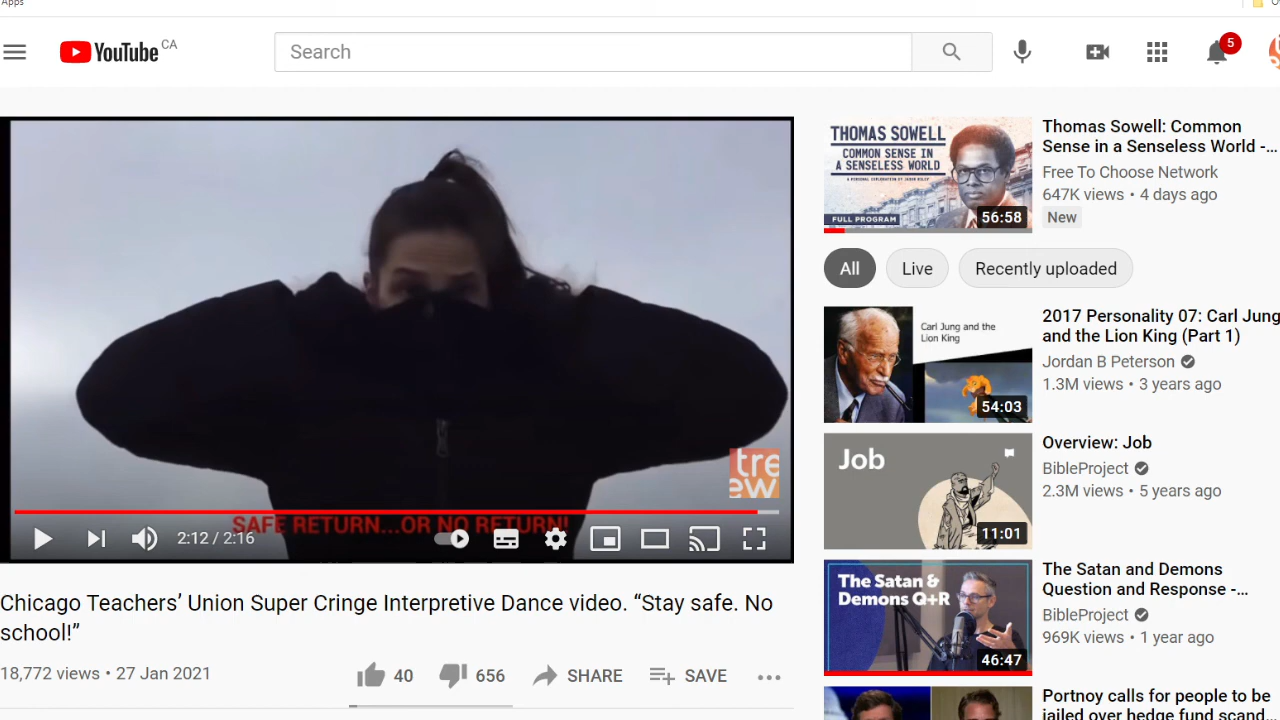 Apps
YouTube CA
Search
5
tre
ew
SAFE RETURN...OR NO RETURN!
2:12 / 2:16
Chicago Teachers’ Union Super Cringe Interpretive Dance video. “Stay safe. No
school!”
18,772 views • 27 Jan 2021
40
656
SHARE
SAVE
THOMAS SOWELL
COMMON SENSE IN
A SENSELESS WORLD
A PERSONAL EXPLORATION BY JASON RILEY
FULL PROGRAM
56:58
Thomas Sowell: Common
Sense in a Senseless World -...
Free To Choose Network
647K views • 4 days ago
New
All
Live
Recently uploaded
Carl Jung and the
Lion King
54:03
2017 Personality 07: Carl Jung
and the Lion King (Part 1)
Jordan B Peterson
1.3M views • 3 years ago
Job
11:01
Overview: Job
BibleProject
2.3M views • 5 years ago
The Satan &
Demons Q+R
46:47
The Satan and Demons
Question and Response -...
BibleProject
969K views • 1 year ago
Portnoy calls for people to be
jailed over hedge fund scand...